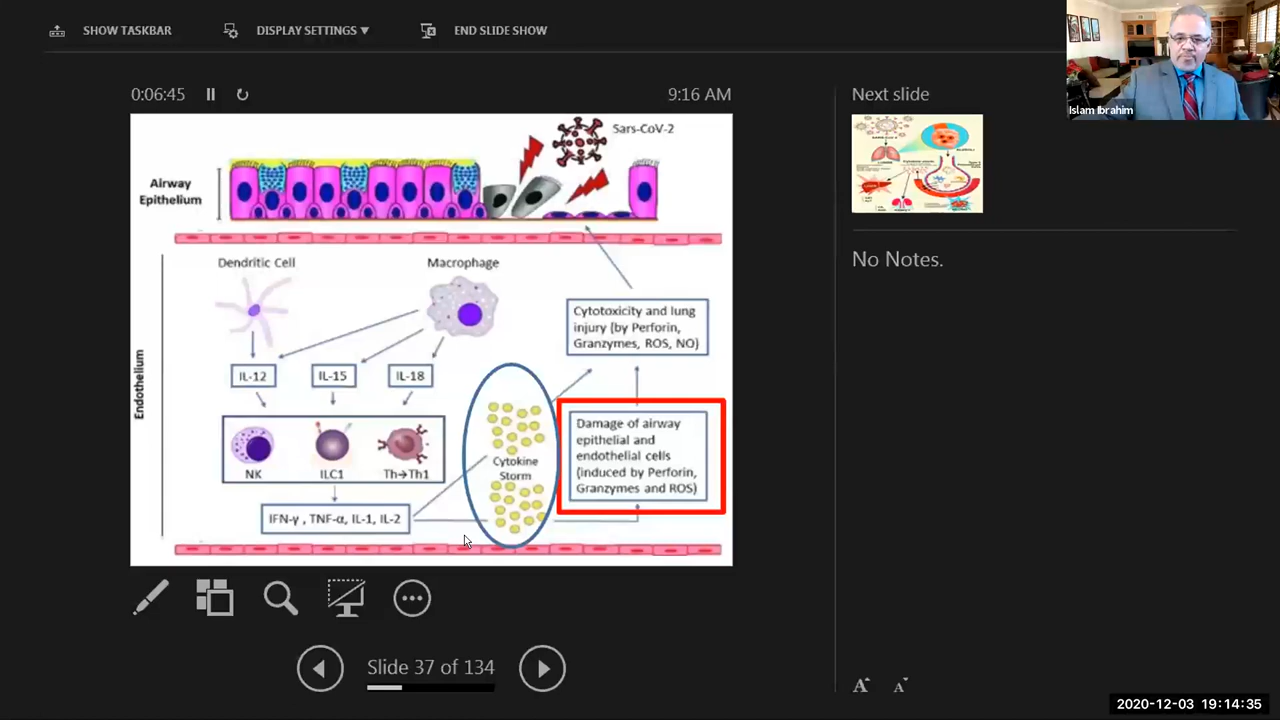 SHOW TASKBAR
DISPLAY SETTINGS
END SLIDE SHOW
Islam Ibrahim
0:06:45
9:16 AM
Next slide
No Notes.
Sars-CoV-2
Airway
Epithelium
Dendritic Cell
Macrophage
Cytotoxicity and lung
injury (by Perforin,
Granzymes, ROS, NO)
Endothelium
IL-12
IL-15
IL-18
Damage of airway
epithelial and
endothelial cells
(induced by Perforin,
Granzymes and ROS)
Cytokine
Storm
NK
ILC1
Th→Th1
IFN-γ , TNF-α, IL-1, IL-2
Slide 37 of 134
A A
2020-12-03 19:14:35